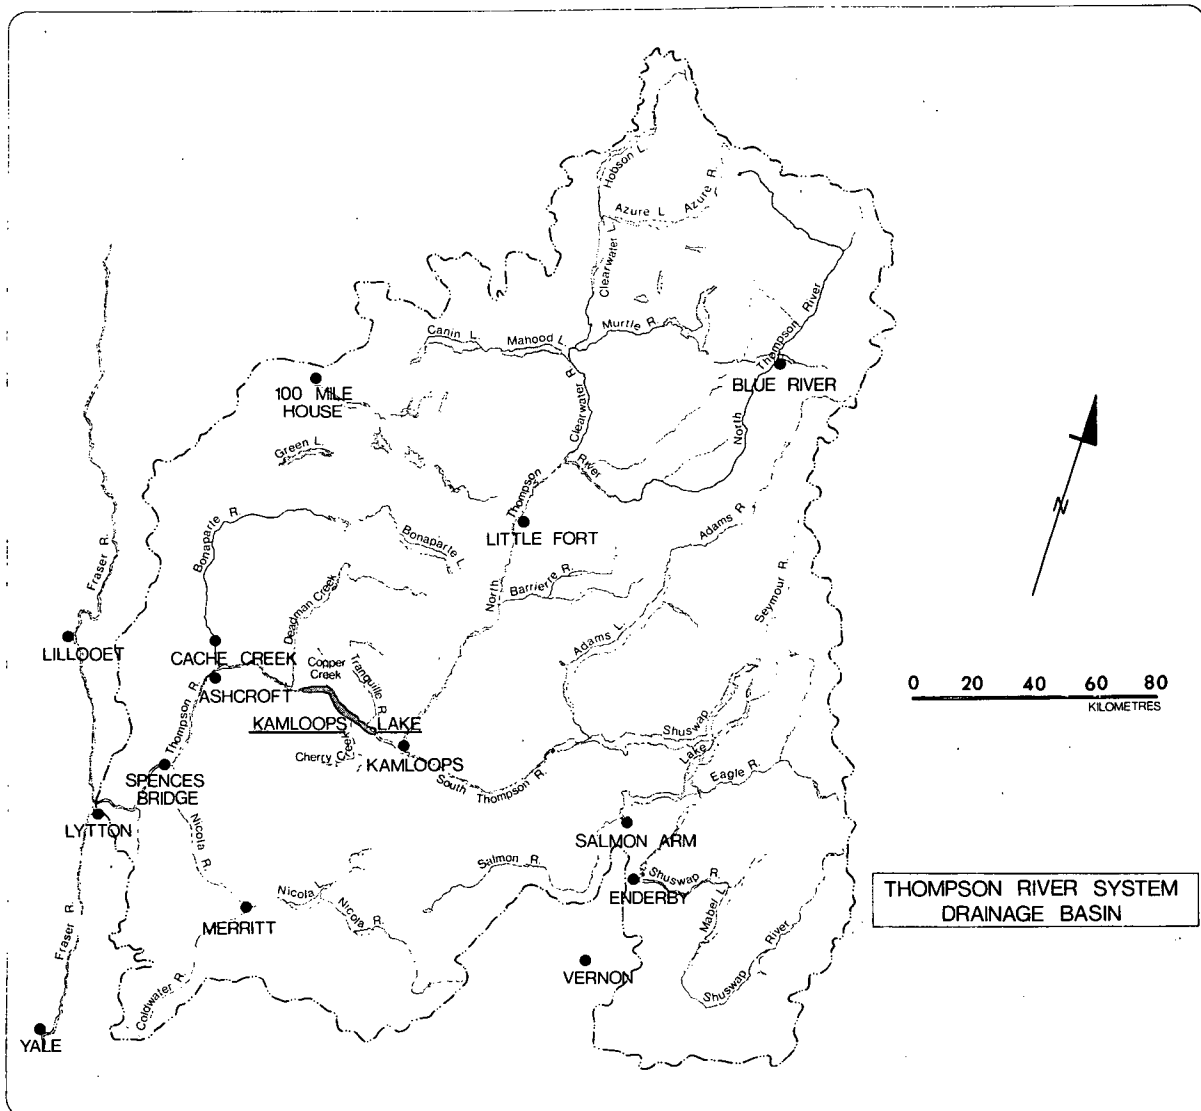 Hobson L.
Azure L
Azure R.
Clearwater L.
Thompson River
Murtle R.
Canin L.
Mahood L.
BLUE RIVER
100 MILE
HOUSE
Clearwater R.
North
Green L.
River
Thompson
LITTLE FORT
Bonaparte R.
Bonaparte L.
Adams R
Fraser R.
Barrierre R.
North
Deadman Creek
Seymour R.
N
LILLOOET
CACHE CREEK
Adams L.
Copper
Creek
Tranquille R.
ASHCROFT
0 20 40 60 80
KILOMETRES
Thompson R.
KAMLOOPS LAKE
Shuswap
Lake
Cherry Creek
KAMLOOPS
SPENCES
BRIDGE
South Thompson R.
Eagle R.
LYTTON
SALMON ARM
Nicola R.
Salmon R.
Shuswap R.
ENDERBY
THOMPSON RIVER SYSTEM
DRAINAGE BASIN
Nicola L
Nicola R.
Mabel L.
MERRITT
Fraser R.
Shuswap River
VERNON
Coldwater R.
YALE